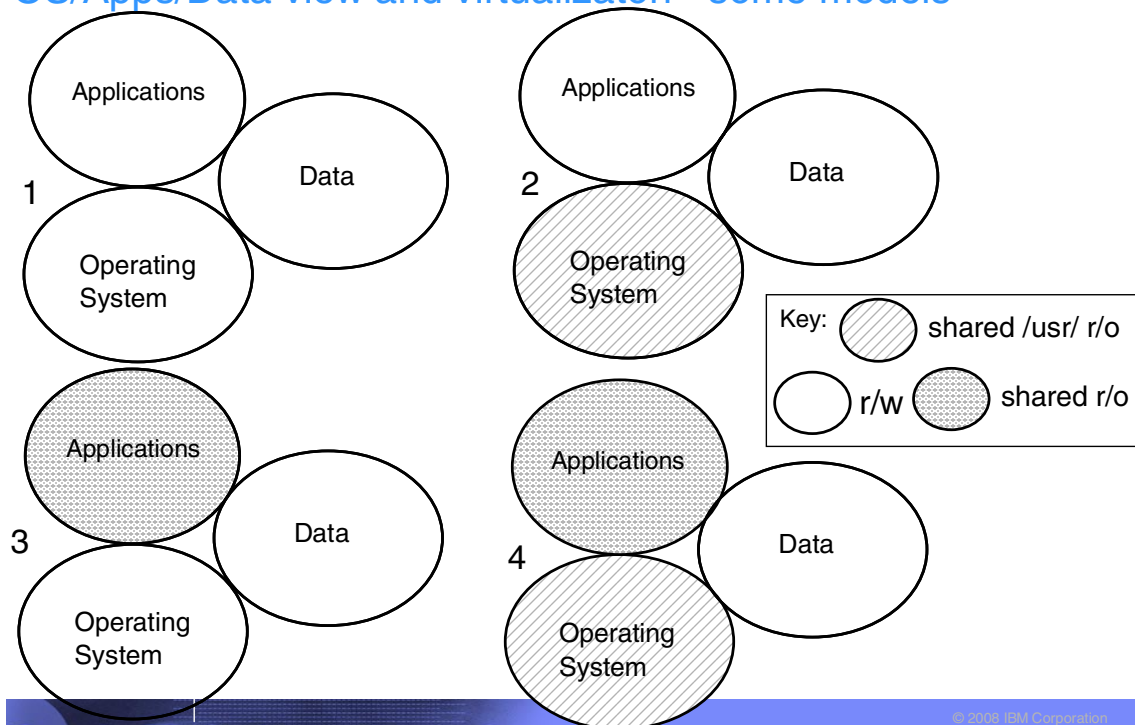 OS/Apps/Data view and virtualizaton - some models
Applications
Data
1
Operating
System
Applications
Data
2
Operating
System
Key:
shared /usr/ r/o
r/w
shared r/o
Applications
Data
3
Operating
System
Applications
Data
4
Operating
System
© 2008 IBM Corporation